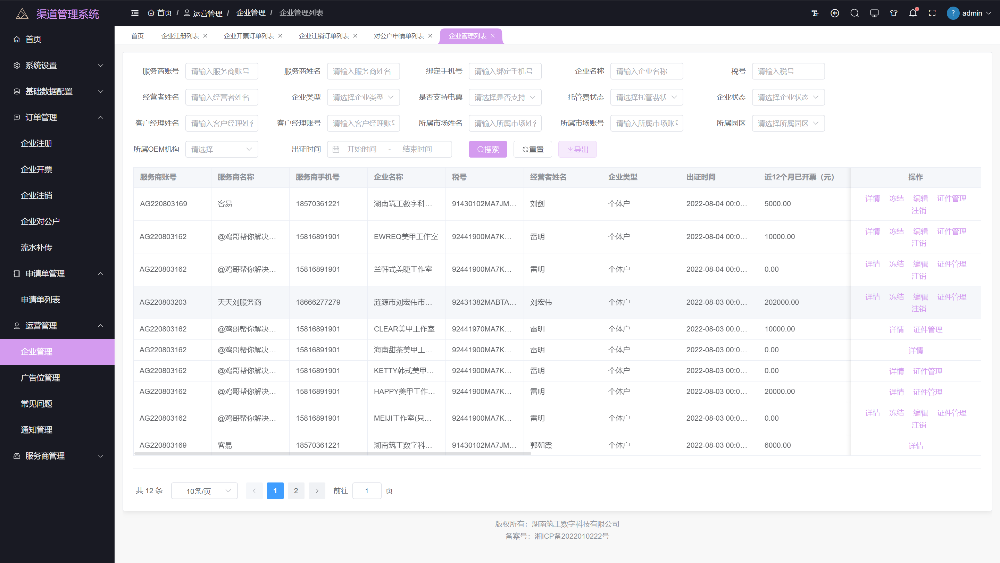 渠道管理系统
首页 / 运营管理 / 企业管理 / 企业管理列表
admin
首页
系统设置
基础数据配置
订单管理
企业注册
企业开票
企业注销
企业对公户
流水补传
申请单管理
申请单列表
运营管理
企业管理
广告位管理
常见问题
通知管理
服务商管理
首页 企业注册列表 企业开票订单列表 企业注销订单列表 对公户申请单列表 企业管理列表
服务商账号 请输入服务商账号 服务商姓名 请输入服务商姓名 绑定手机号 请输入绑定手机号 企业名称 请输入企业名称 税号 请输入税号
经营者姓名 请输入经营者姓名 企业类型 请选择企业类型 是否支持电票 请选择是否支持 托管费状态 请选择托管费状 企业状态 请选择企业状态
客户经理姓名 请输入客户经理姓名 客户经理账号 请输入客户经理账号 所属市场姓名 请输入所属市场姓名 所属市场账号 请输入所属市场账号 所属园区 请选择所属园区
所属OEM机构 请选择 出证时间 开始时间 - 结束时间 搜索 重置 导出
服务商账号 服务商名称 服务商手机号 企业名称 税号 经营者姓名 企业类型 出证时间 近12个月已开票（元） 操作
AG220803169 客易 18570361221 湖南筑工数字科... 91430102MA7JM... 刘剑 个体户 2022-08-04 00:0... 5000.00 详情 冻结 编辑 证件管理
注销
AG220803162 @鸡哥帮你解决... 15816891901 EWREQ美甲工作室 92441900MA7K... 雷明 个体户 2022-08-04 00:0... 10000.00 详情 冻结 编辑 证件管理
注销
AG220803162 @鸡哥帮你解决... 15816891901 兰韩式美睫工作室 92441900MA7K... 雷明 个体户 2022-08-04 00:0... 0.00 详情 冻结 编辑 证件管理
注销
AG220803203 天天刘服务商 18666277279 涟源市刘宏伟市... 92431382MABTA... 刘宏伟 个体户 2022-08-03 00:0... 202000.00 详情 冻结 编辑 证件管理
注销
AG220803162 @鸡哥帮你解决... 15816891901 CLEAR美甲工作室 92441970MA7K... 雷明 个体户 2022-08-03 00:0... 10000.00 详情 证件管理
AG220803162 @鸡哥帮你解决... 15816891901 海南甜茶美甲工... 92441900MA7K... 雷明 个体户 2022-08-03 00:0... 0.00 详情
AG220803162 @鸡哥帮你解决... 15816891901 KETTY韩式美甲... 92441900MA7K... 雷明 个体户 2022-08-03 00:0... 0.00 详情 证件管理
AG220803162 @鸡哥帮你解决... 15816891901 HAPPY美甲工作... 92441900MA7K... 雷明 个体户 2022-08-03 00:0... 20000.00 详情 证件管理
AG220803162 @鸡哥帮你解决... 15816891901 MEIJI工作室(只... 92441900MA7K... 雷明 个体户 2022-08-03 00:0... 0.00 详情 冻结 编辑 证件管理
注销
AG220803169 客易 18570361221 湖南筑工数字科... 91430102MA7JM... 郭朝霞 个体户 2022-08-03 00:0... 6000.00 详情
共 12 条 10条/页 1 2 前往 1 页
版权所有：湖南筑工数字科技有限公司
备案号：湘ICP备2022010222号